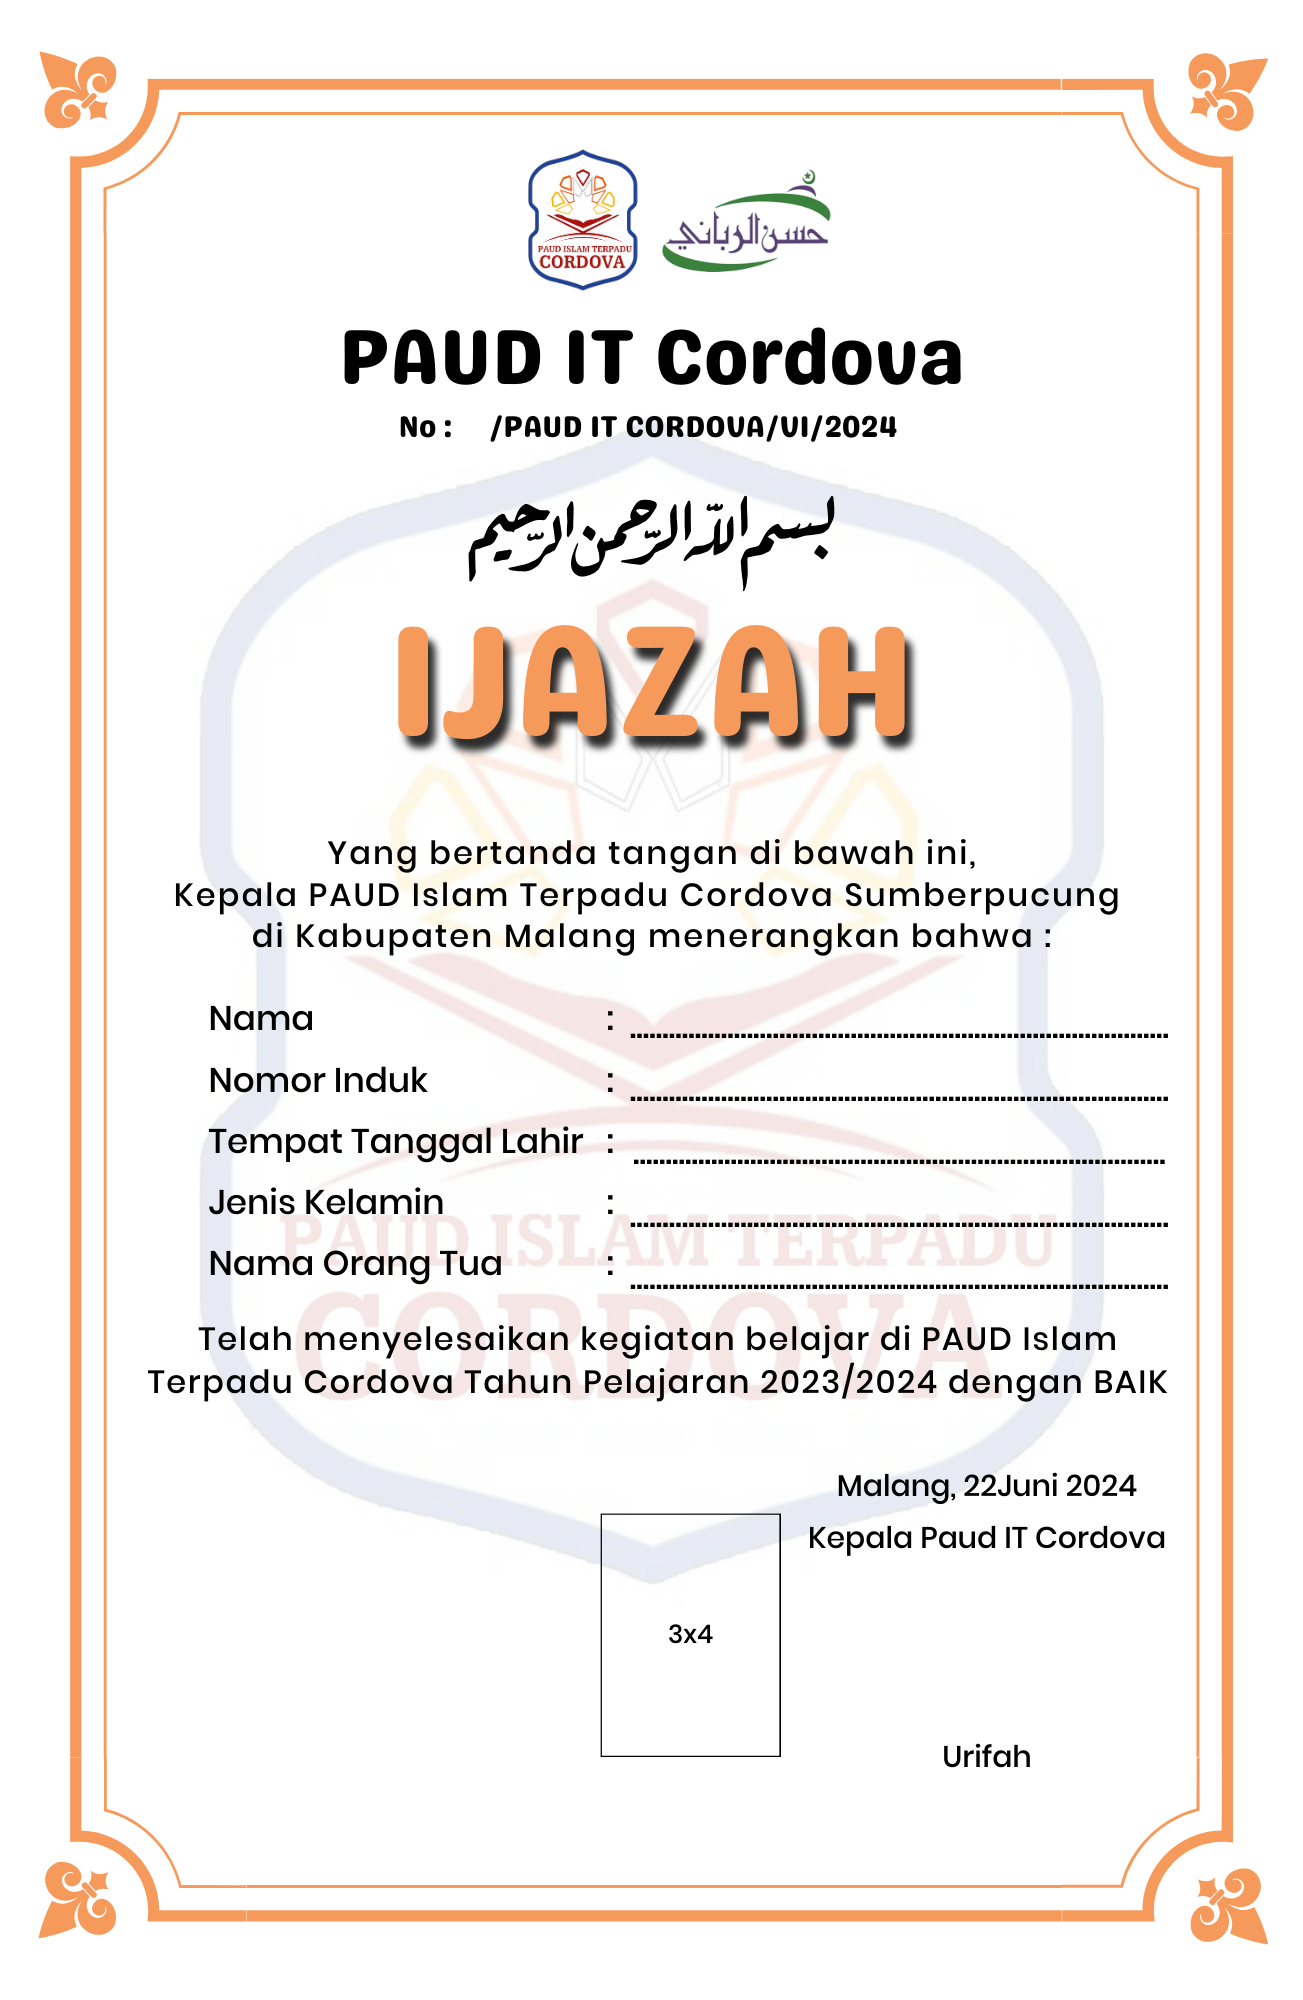 PAUD ISLAM TERPADU
CORDOVA
حسن الرباني
PAUD IT Cordova
No : /PAUD IT CORDOVA/VI/2024
بسم الله الرحمن الرحيم
IJAZAH
Yang bertanda tangan di bawah ini,
Kepala PAUD Islam Terpadu Cordova Sumberpucung
di Kabupaten Malang menerangkan bahwa :
Nama :
Nomor Induk :
Tempat Tanggal Lahir :
Jenis Kelamin :
PAUD ISLAM TERPADU
Nama Orang Tua :
CORDOVA
Telah menyelesaikan kegiatan belajar di PAUD Islam
Terpadu Cordova Tahun Pelajaran 2023/2024 dengan BAIK
Malang, 22Juni 2024
Kepala Paud IT Cordova
3x4
Urifah